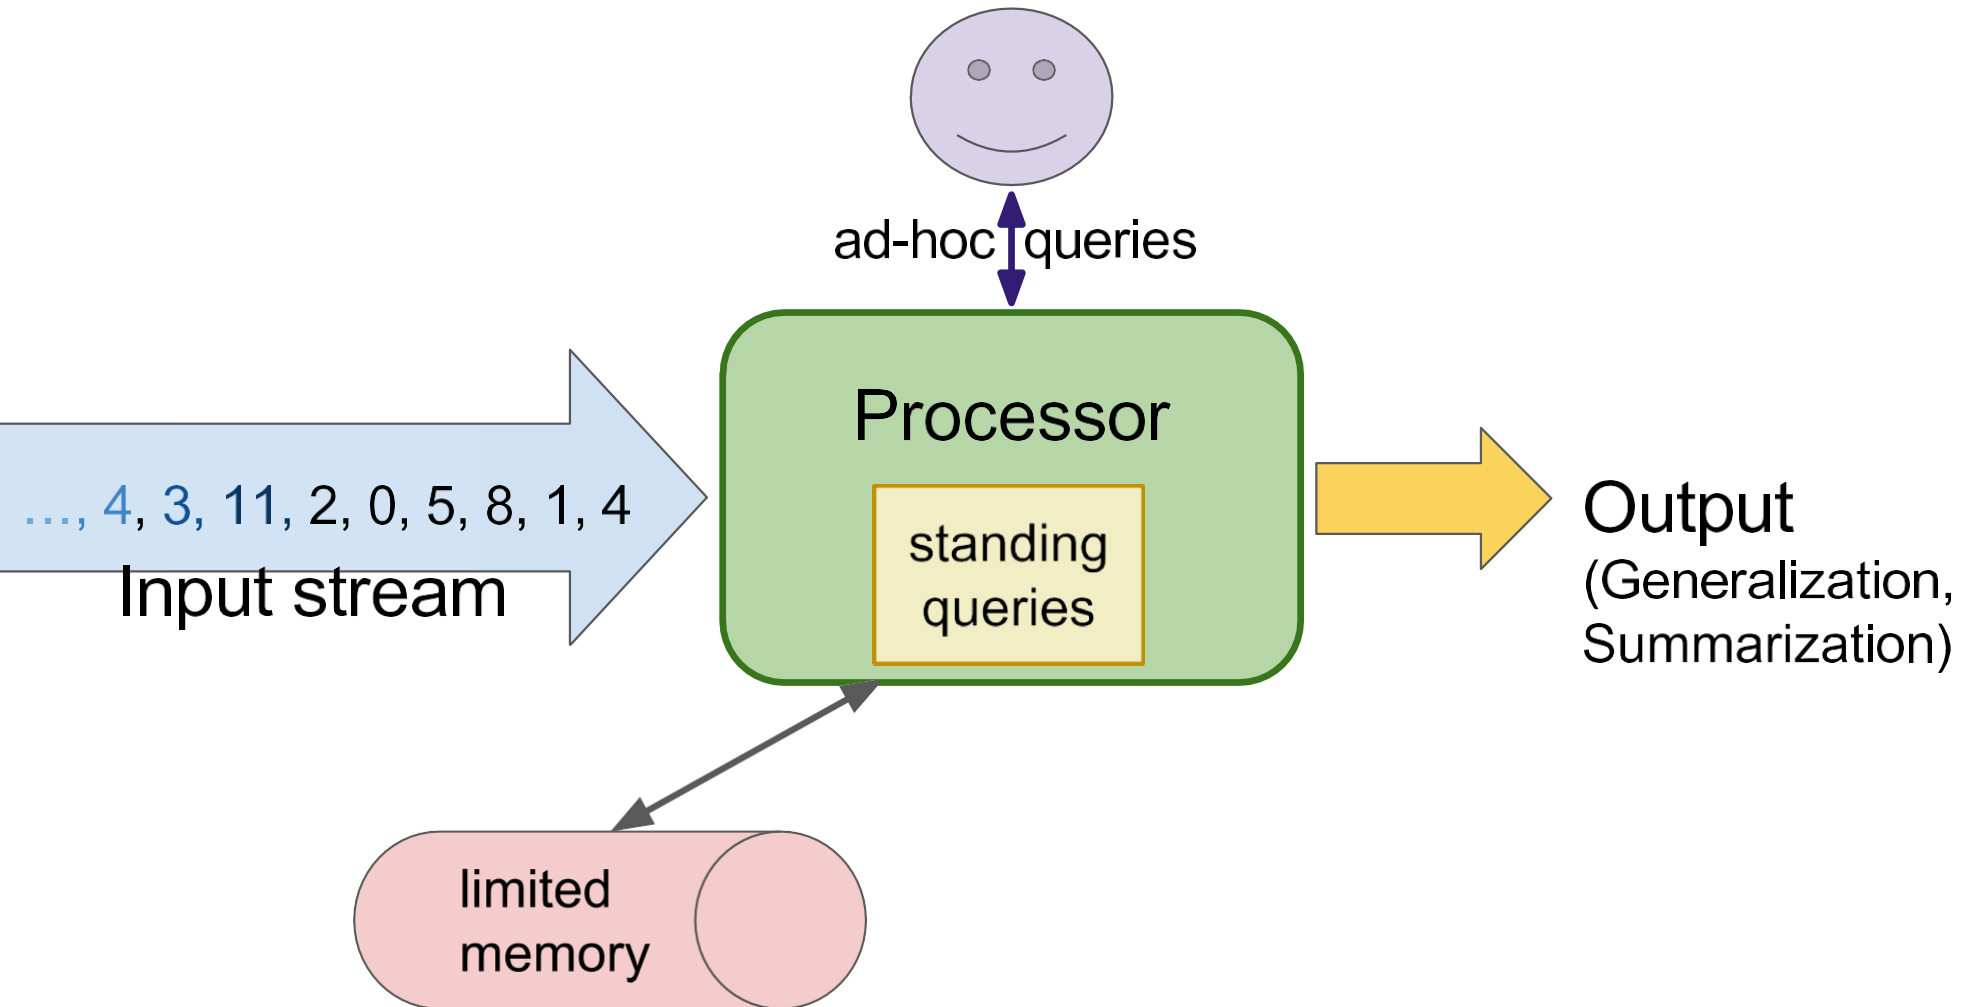 ad-hoc queries
Processor
..., 4, 3, 11, 2, 0, 5, 8, 1, 4
Input stream
standing
queries
Output
(Generalization,
Summarization)
limited
memory